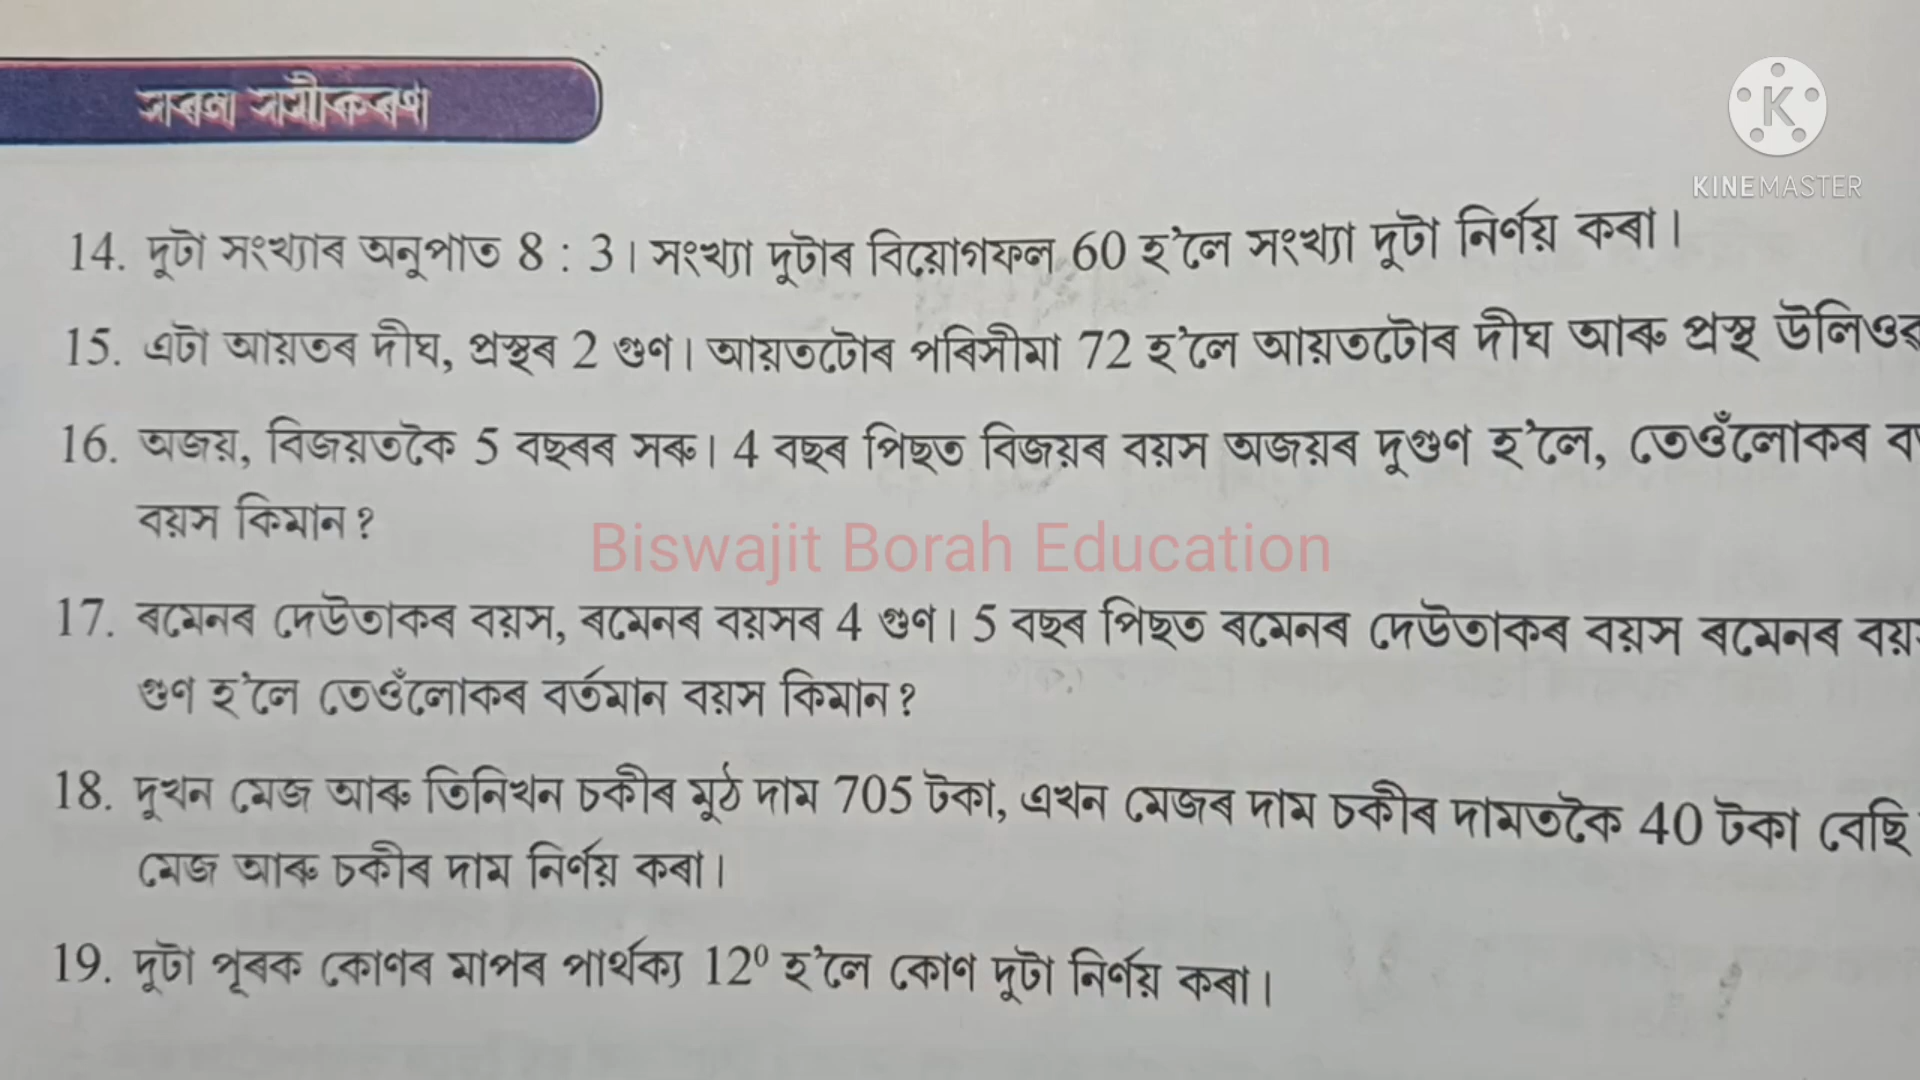 সৰল সমীকৰণ
KINEMASTER
14. দুটা সংখ্যাৰ অনুপাত 8 : 3। সংখ্যা দুটাৰ বিয়োগফল 60 হ’লে সংখ্যা দুটা নিৰ্ণয় কৰা।
15. এটা আয়তৰ দীঘ, প্ৰস্থৰ 2 গুণ। আয়তটোৰ পৰিসীমা 72 হ’লে আয়তটোৰ দীঘ আৰু প্ৰস্থ
16. অজয়, বিজয়তকৈ 5 বছৰৰ সৰু। 4 বছৰ পিছত বিজয়ৰ বয়স অজয়ৰ দুগুণ হ’লে, তেওঁলোকৰ
বয়স কিমান?
Biswajit Borah Education
17. ৰমেনৰ দেউতাকৰ বয়স, ৰমেনৰ বয়সৰ 4 গুণ। 5 বছৰ পিছত ৰমেনৰ দেউতাকৰ বয়স ৰমেনৰ
গুণ হ’লে তেওঁলোকৰ বৰ্তমান বয়স কিমান?
18. দুখন মেজ আৰু তিনিখন চকীৰ মুঠ দাম 705 টকা, এখন মেজৰ দাম চকীৰ দামতকৈ 40 টকা বেছি
মেজ আৰু চকীৰ দাম নিৰ্ণয় কৰা।
19. দুটা পূৰক কোণৰ মাপৰ পাৰ্থক্য 12⁰ হ’লে কোণ দুটা নিৰ্ণয় কৰা।